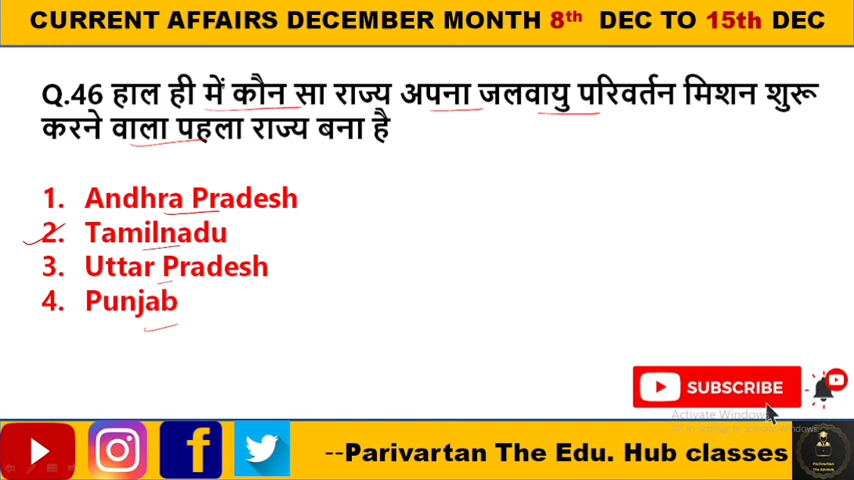 CURRENT AFFAIRS DECEMBER MONTH 8th DEC TO 15th DEC
Q.46 हाल ही में कौन सा राज्य अपना जलवायु परिवर्तन मिशन शुरू
करने वाला पहला राज्य बना है
1. Andhra Pradesh
2. Tamilnadu
3. Uttar Pradesh
4. Punjab
SUBSCRIBE
Activate Windows
--Parivartan The Edu. Hub classes
Parivartan